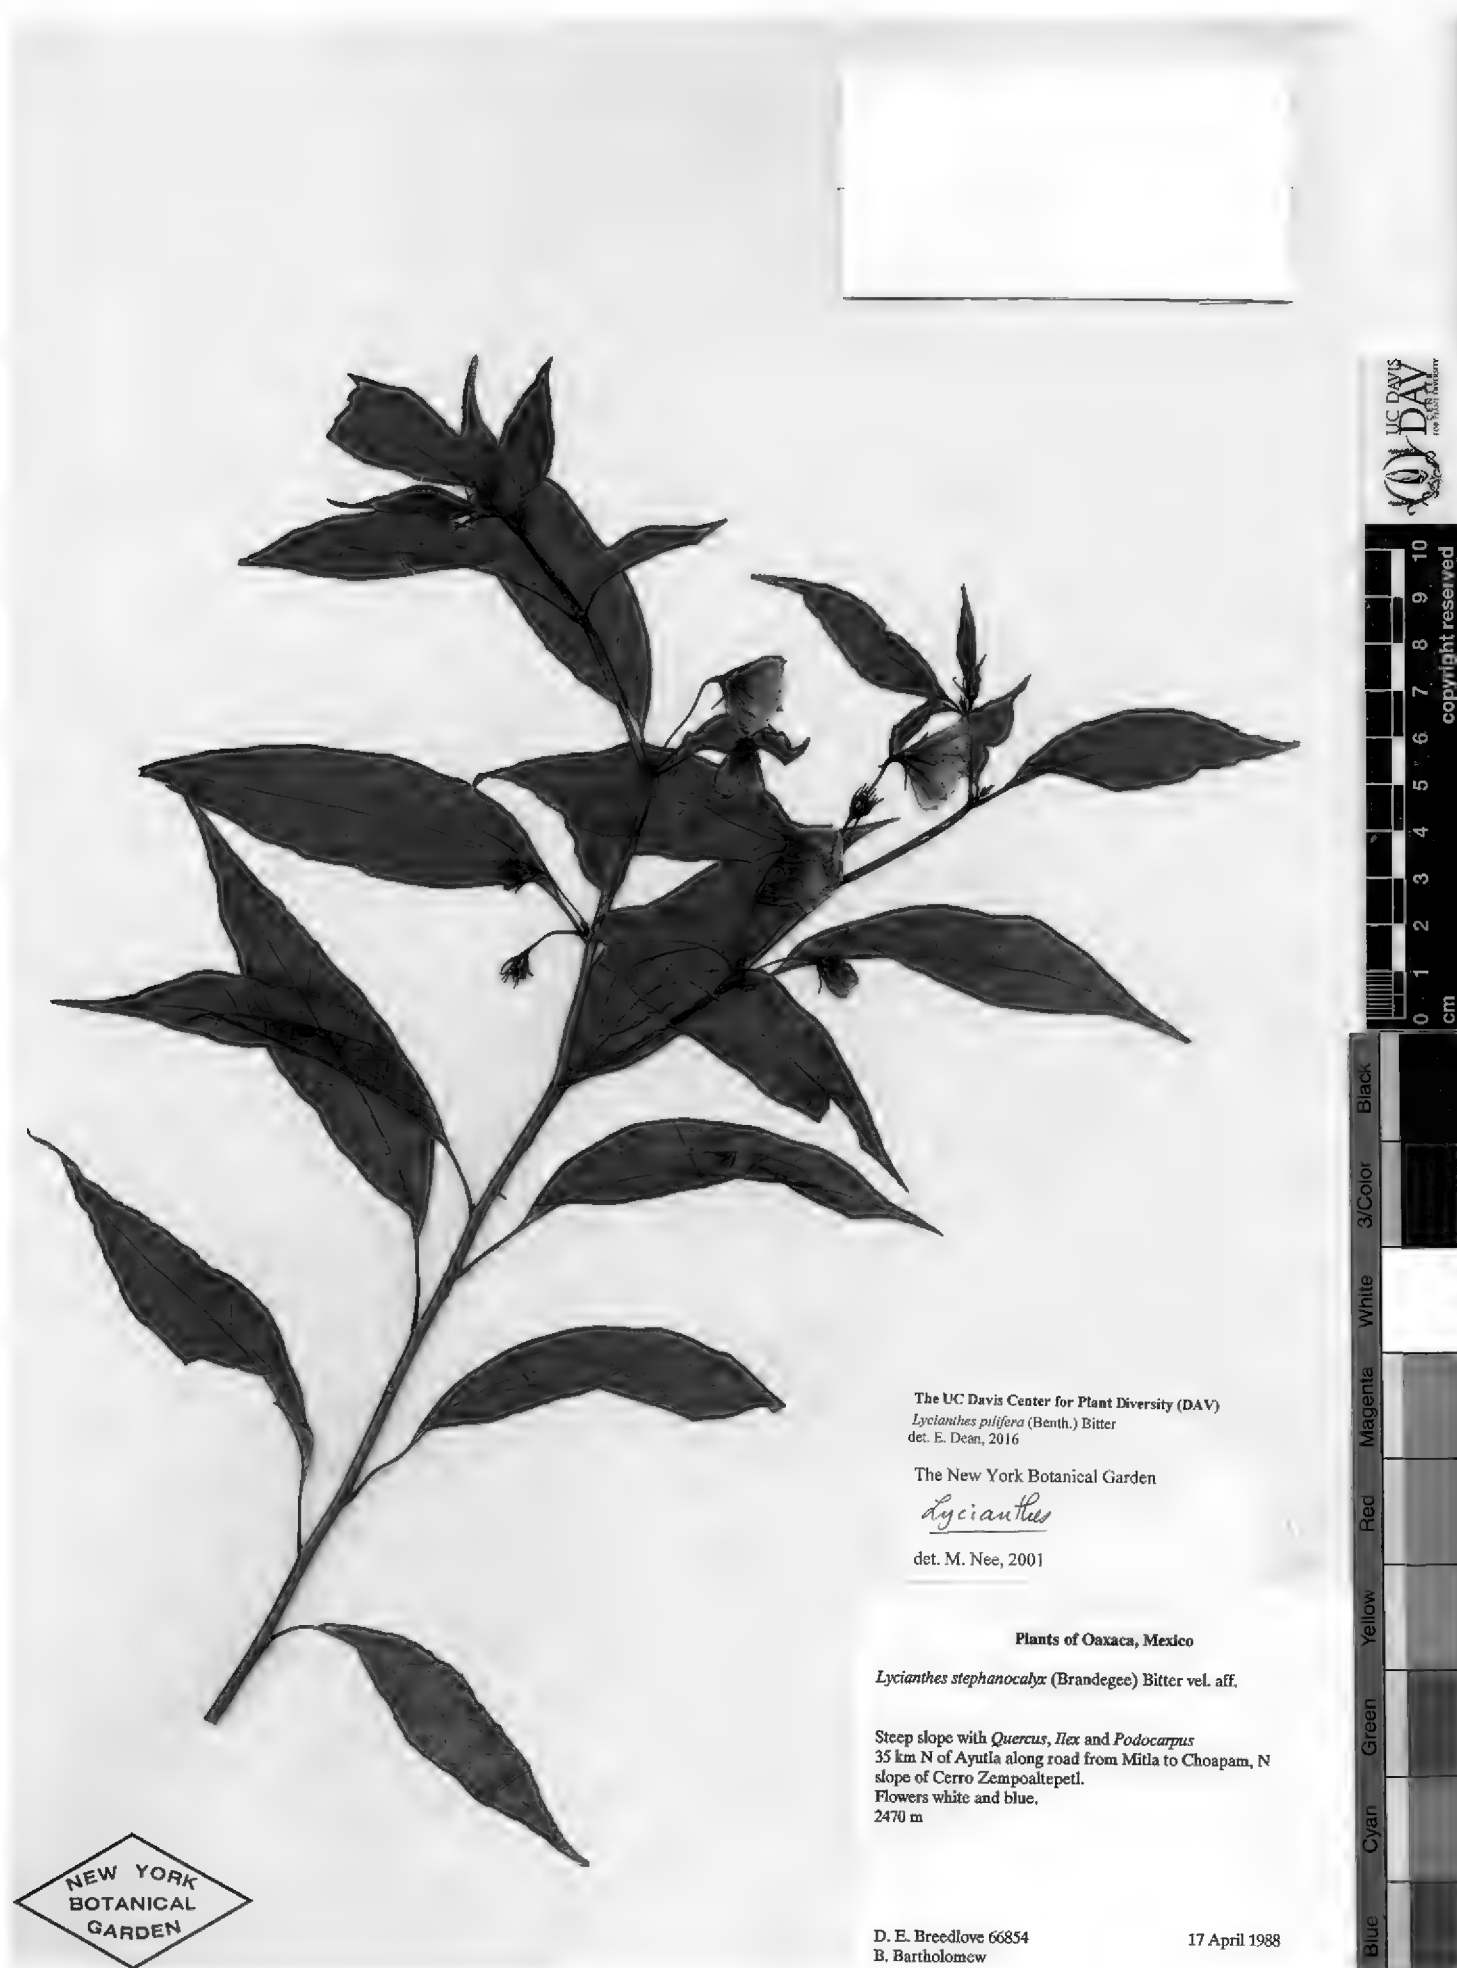 UC DAVIS
DAV
CENTER
FOR PLANT DIVERSITY
10
9
8
7
6
5
4
3
2
1
0
cm
copyright reserved
Black
3/Color
White
Magenta
Red
Yellow
Green
Cyan
Blue
The UC Davis Center for Plant Diversity (DAV)
Lycianthes pilifera (Benth.) Bitter
det. E. Dean, 2016
The New York Botanical Garden
Lycianthes
det. M. Nee, 2001
Plants of Oaxaca, Mexico
Lycianthes stephanocalyx (Brandegee) Bitter vel. aff.
Steep slope with Quercus, Ilex and Podocarpus
35 km N of Ayutla along road from Mitla to Choapam, N
slope of Cerro Zempoaltepetl.
Flowers white and blue.
2470 m
D. E. Breedlove 66854
17 April 1988
B. Bartholomew
NEW YORK
BOTANICAL
GARDEN